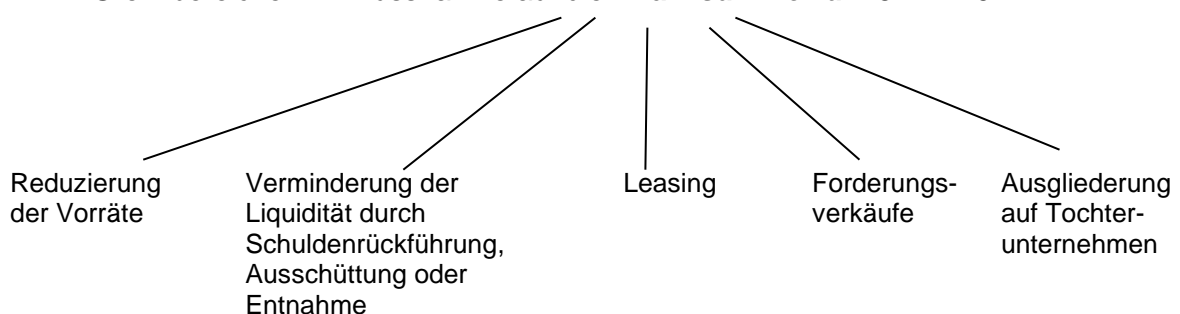 Reduzierung
der Vorräte
Verminderung der
Liquidität durch
Schuldenrückführung,
Ausschüttung oder
Entnahme
Leasing
Forderungs-
verkäufe
Ausgliederung
auf Tochter-
unternehmen